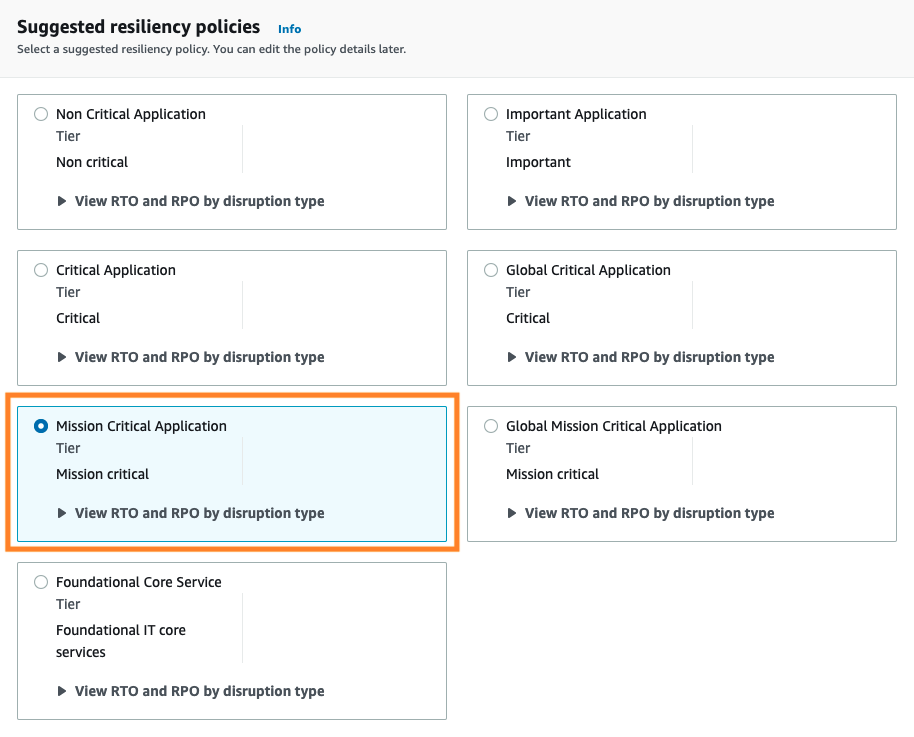 Suggested resiliency policies Info
Select a suggested resiliency policy. You can edit the policy details later.
Non Critical Application
Tier
Non critical
View RTO and RPO by disruption type
Important Application
Tier
Important
View RTO and RPO by disruption type
Critical Application
Tier
Critical
View RTO and RPO by disruption type
Global Critical Application
Tier
Critical
View RTO and RPO by disruption type
Mission Critical Application
Tier
Mission critical
View RTO and RPO by disruption type
Global Mission Critical Application
Tier
Mission critical
View RTO and RPO by disruption type
Foundational Core Service
Tier
Foundational IT core
services
View RTO and RPO by disruption type